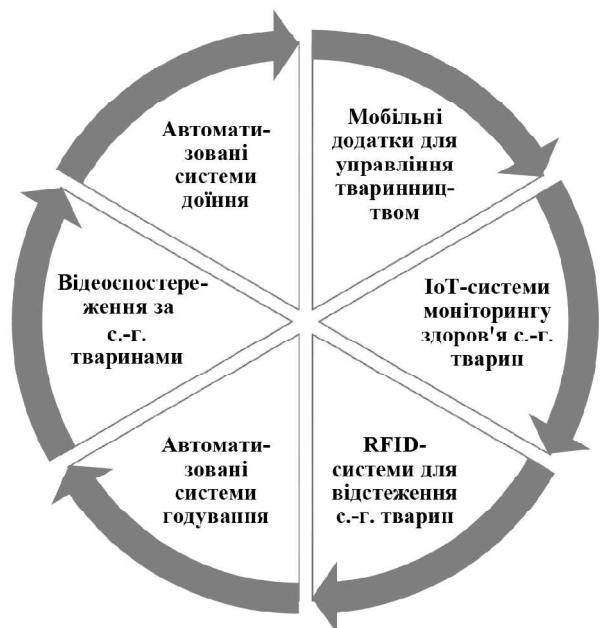 Мобільні
додатки для
управління
тваринниц-
твом
ІоТ-системи
моніторингу
здоров'я с.-г.
тварин
RFID-
системи для
відстеження
с.-г. тварин
Автомати-
зовані
системи
годування
Відеоспостере-
ження за
с.-г.
тваринами
Автомати-
зовані
системи
доїння